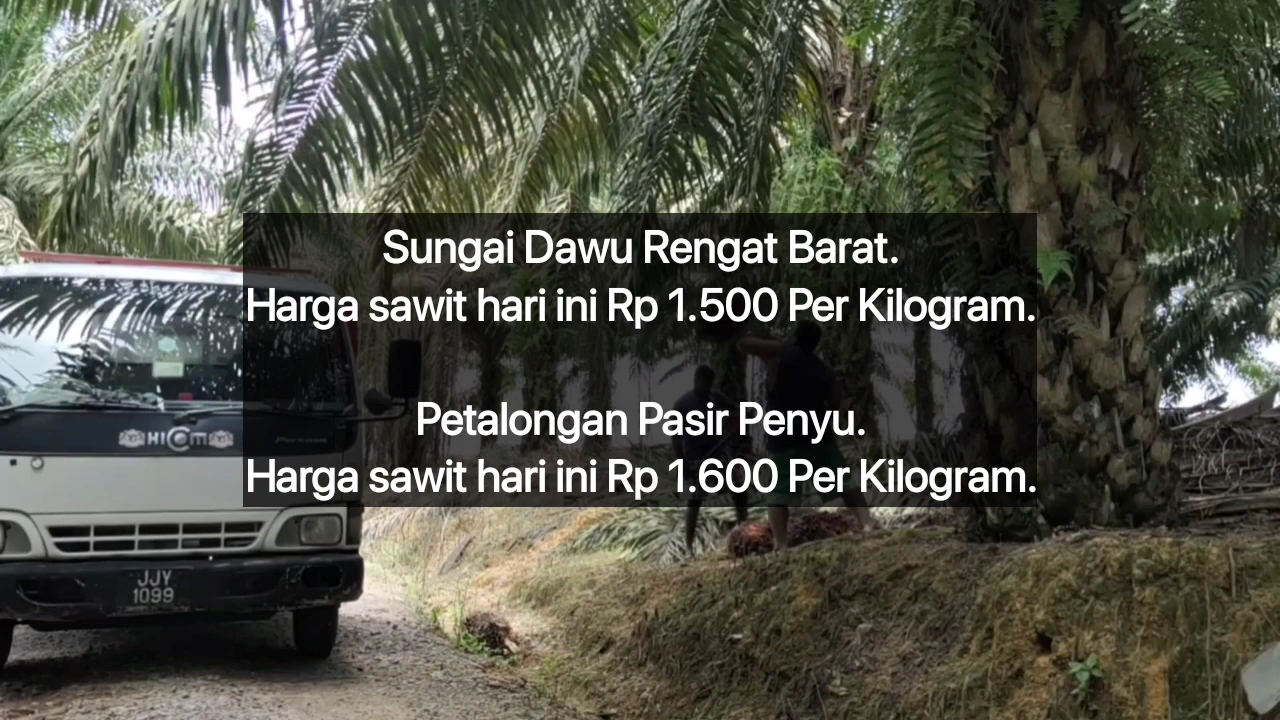 Sungai Dawu Rengat Barat.
Harga sawit hari ini Rp 1.500 Per Kilogram.
Petalongan Pasir Penyu.
Harga sawit hari ini Rp 1.600 Per Kilogram.
HICOM Perkasa
JJY
1099